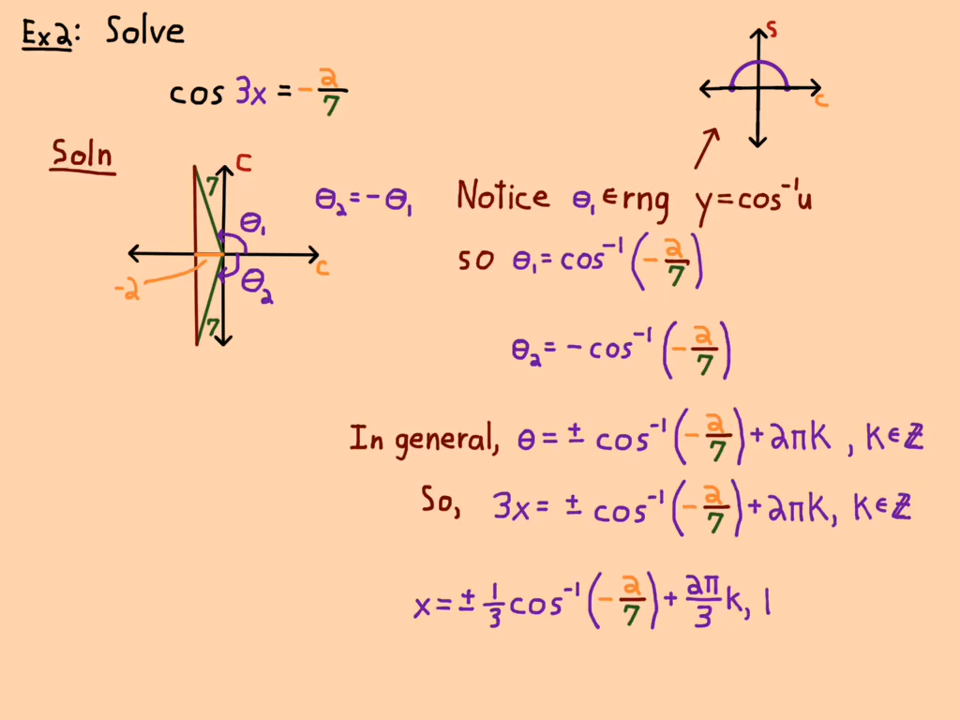 Ex2: Solve
cos 3x = -2/7
Soln
S
C
C
C
7
7
-2
θ₁
θ₂
θ₂ = -θ₁
Notice θ₁ ∈ rng y = cos⁻¹u
so θ₁ = cos⁻¹(-2/7)
θ₂ = -cos⁻¹(-2/7)
In general, θ = ± cos⁻¹(-2/7) + 2πk, k ∈ ℤ
So, 3x = ± cos⁻¹(-2/7) + 2πk, k ∈ ℤ
x = ± 1/3 cos⁻¹(-2/7) + 2π/3 k, l